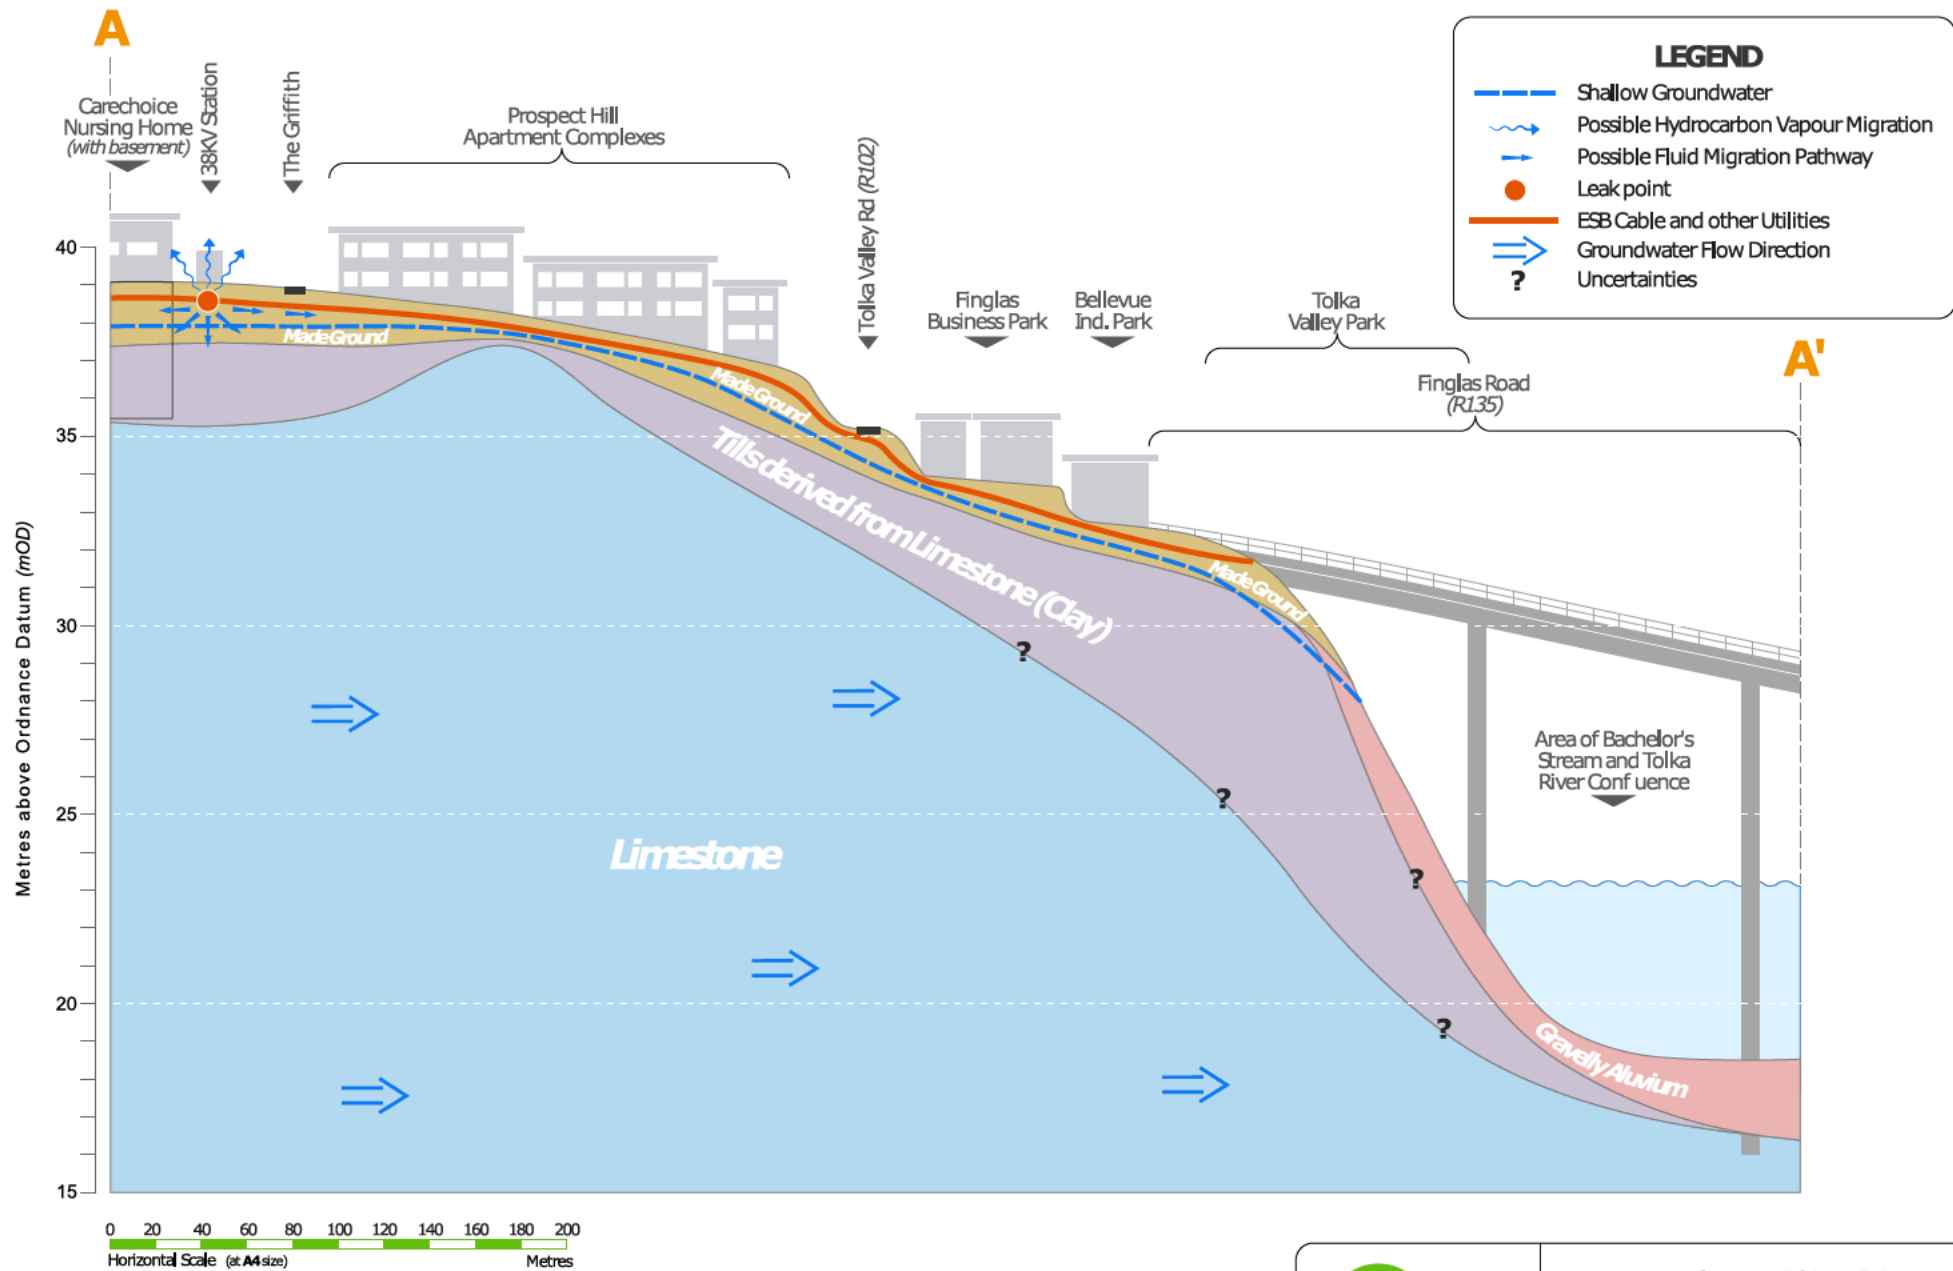 A
Carechoice
Nursing Home
(with basement)
38KV Station
The Griffith
Prospect Hill
Apartment Complexes
Tolka Valley Rd (R102)
Finglas
Business Park
Bellevue
Ind. Park
Tolka
Valley Park
Finglas Road
(R135)
A'
LEGEND
Shallow Groundwater
Possible Hydrocarbon Vapour Migration
Possible Fluid Migration Pathway
Leak point
ESB Cable and other Utilities
Groundwater Flow Direction
? Uncertainties
Metres above Ordnance Datum (mOD)
40
35
30
25
20
15
Made Ground
Made Ground
Made Ground
Tills derived from Limestone (Clay)
?
?
?
?
Limestone
Gravelly Aluvium
Area of Bachelor's
Stream and Tolka
River Conf uence
0 20 40 60 80 100 120 140 160 180 200
Horizontal Scale (at A4 size) Metres